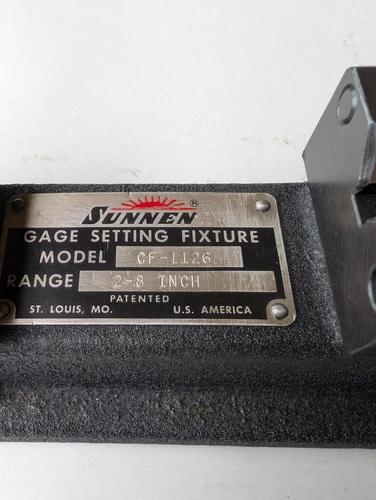 SUNNEN ®
GAGE SETTING FIXTURE
MODEL CF-1126
RANGE 2-8 INCH
PATENTED
ST. LOUIS, MO. U.S. AMERICA